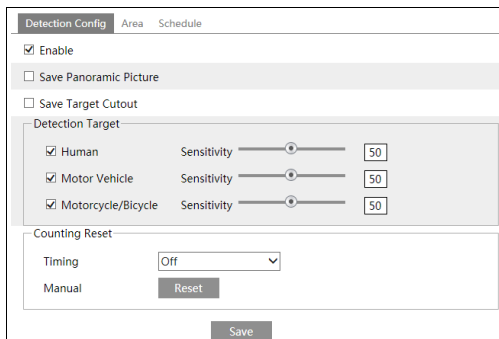 Detection Config Area Schedule
Enable
Save Panoramic Picture
Save Target Cutout
Detection Target
Human Sensitivity 50
Motor Vehicle Sensitivity 50
Motorcycle/Bicycle Sensitivity 50
Counting Reset
Timing Off
Manual Reset
Save